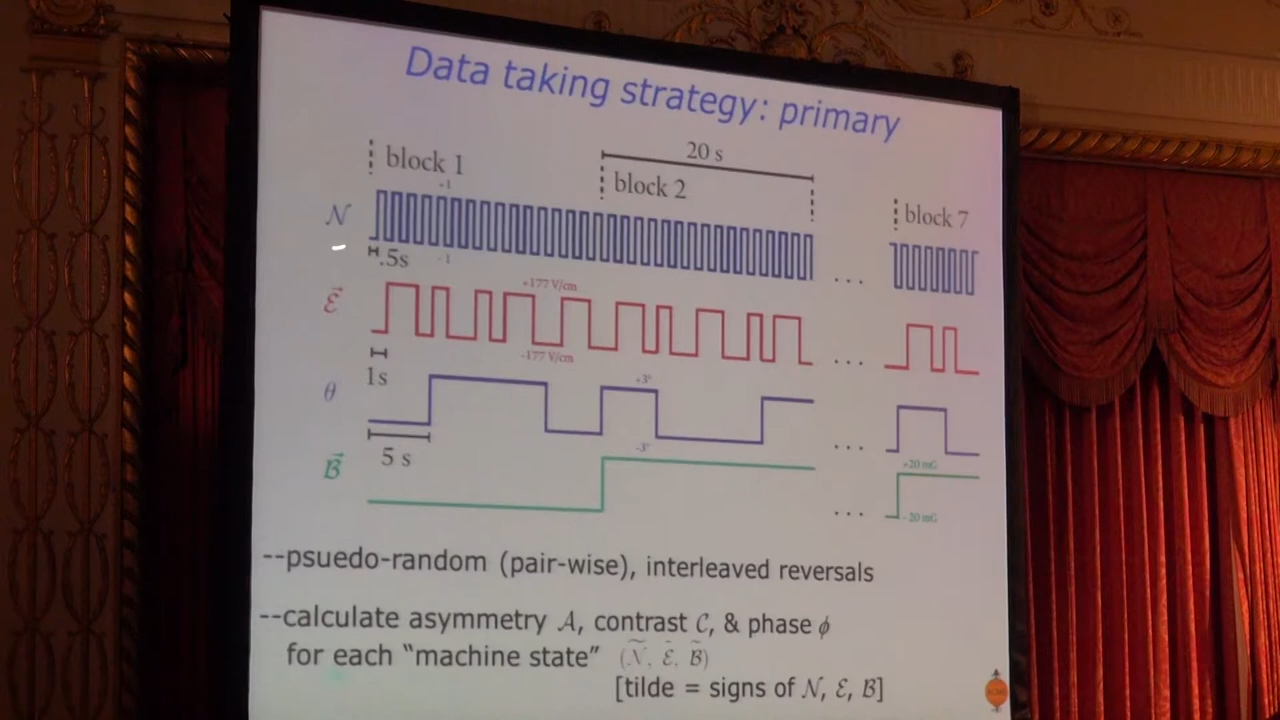 Data taking strategy: primary
20 s
block 1
block 2
block 7
+1
𝒩
.5s
-1
...
+177 V/cm
ℰ⃗
-177 V/cm
...
1s
θ
+3°
-3°
...
5 s
ℬ⃗
+20 mG
-20 mG
...
--psuedo-random (pair-wise), interleaved reversals
--calculate asymmetry 𝒜, contrast 𝒞, & phase ϕ
for each “machine state” (𝒩̃, ℰ̃, ℬ̃)
[tilde = signs of 𝒩, ℰ, ℬ]